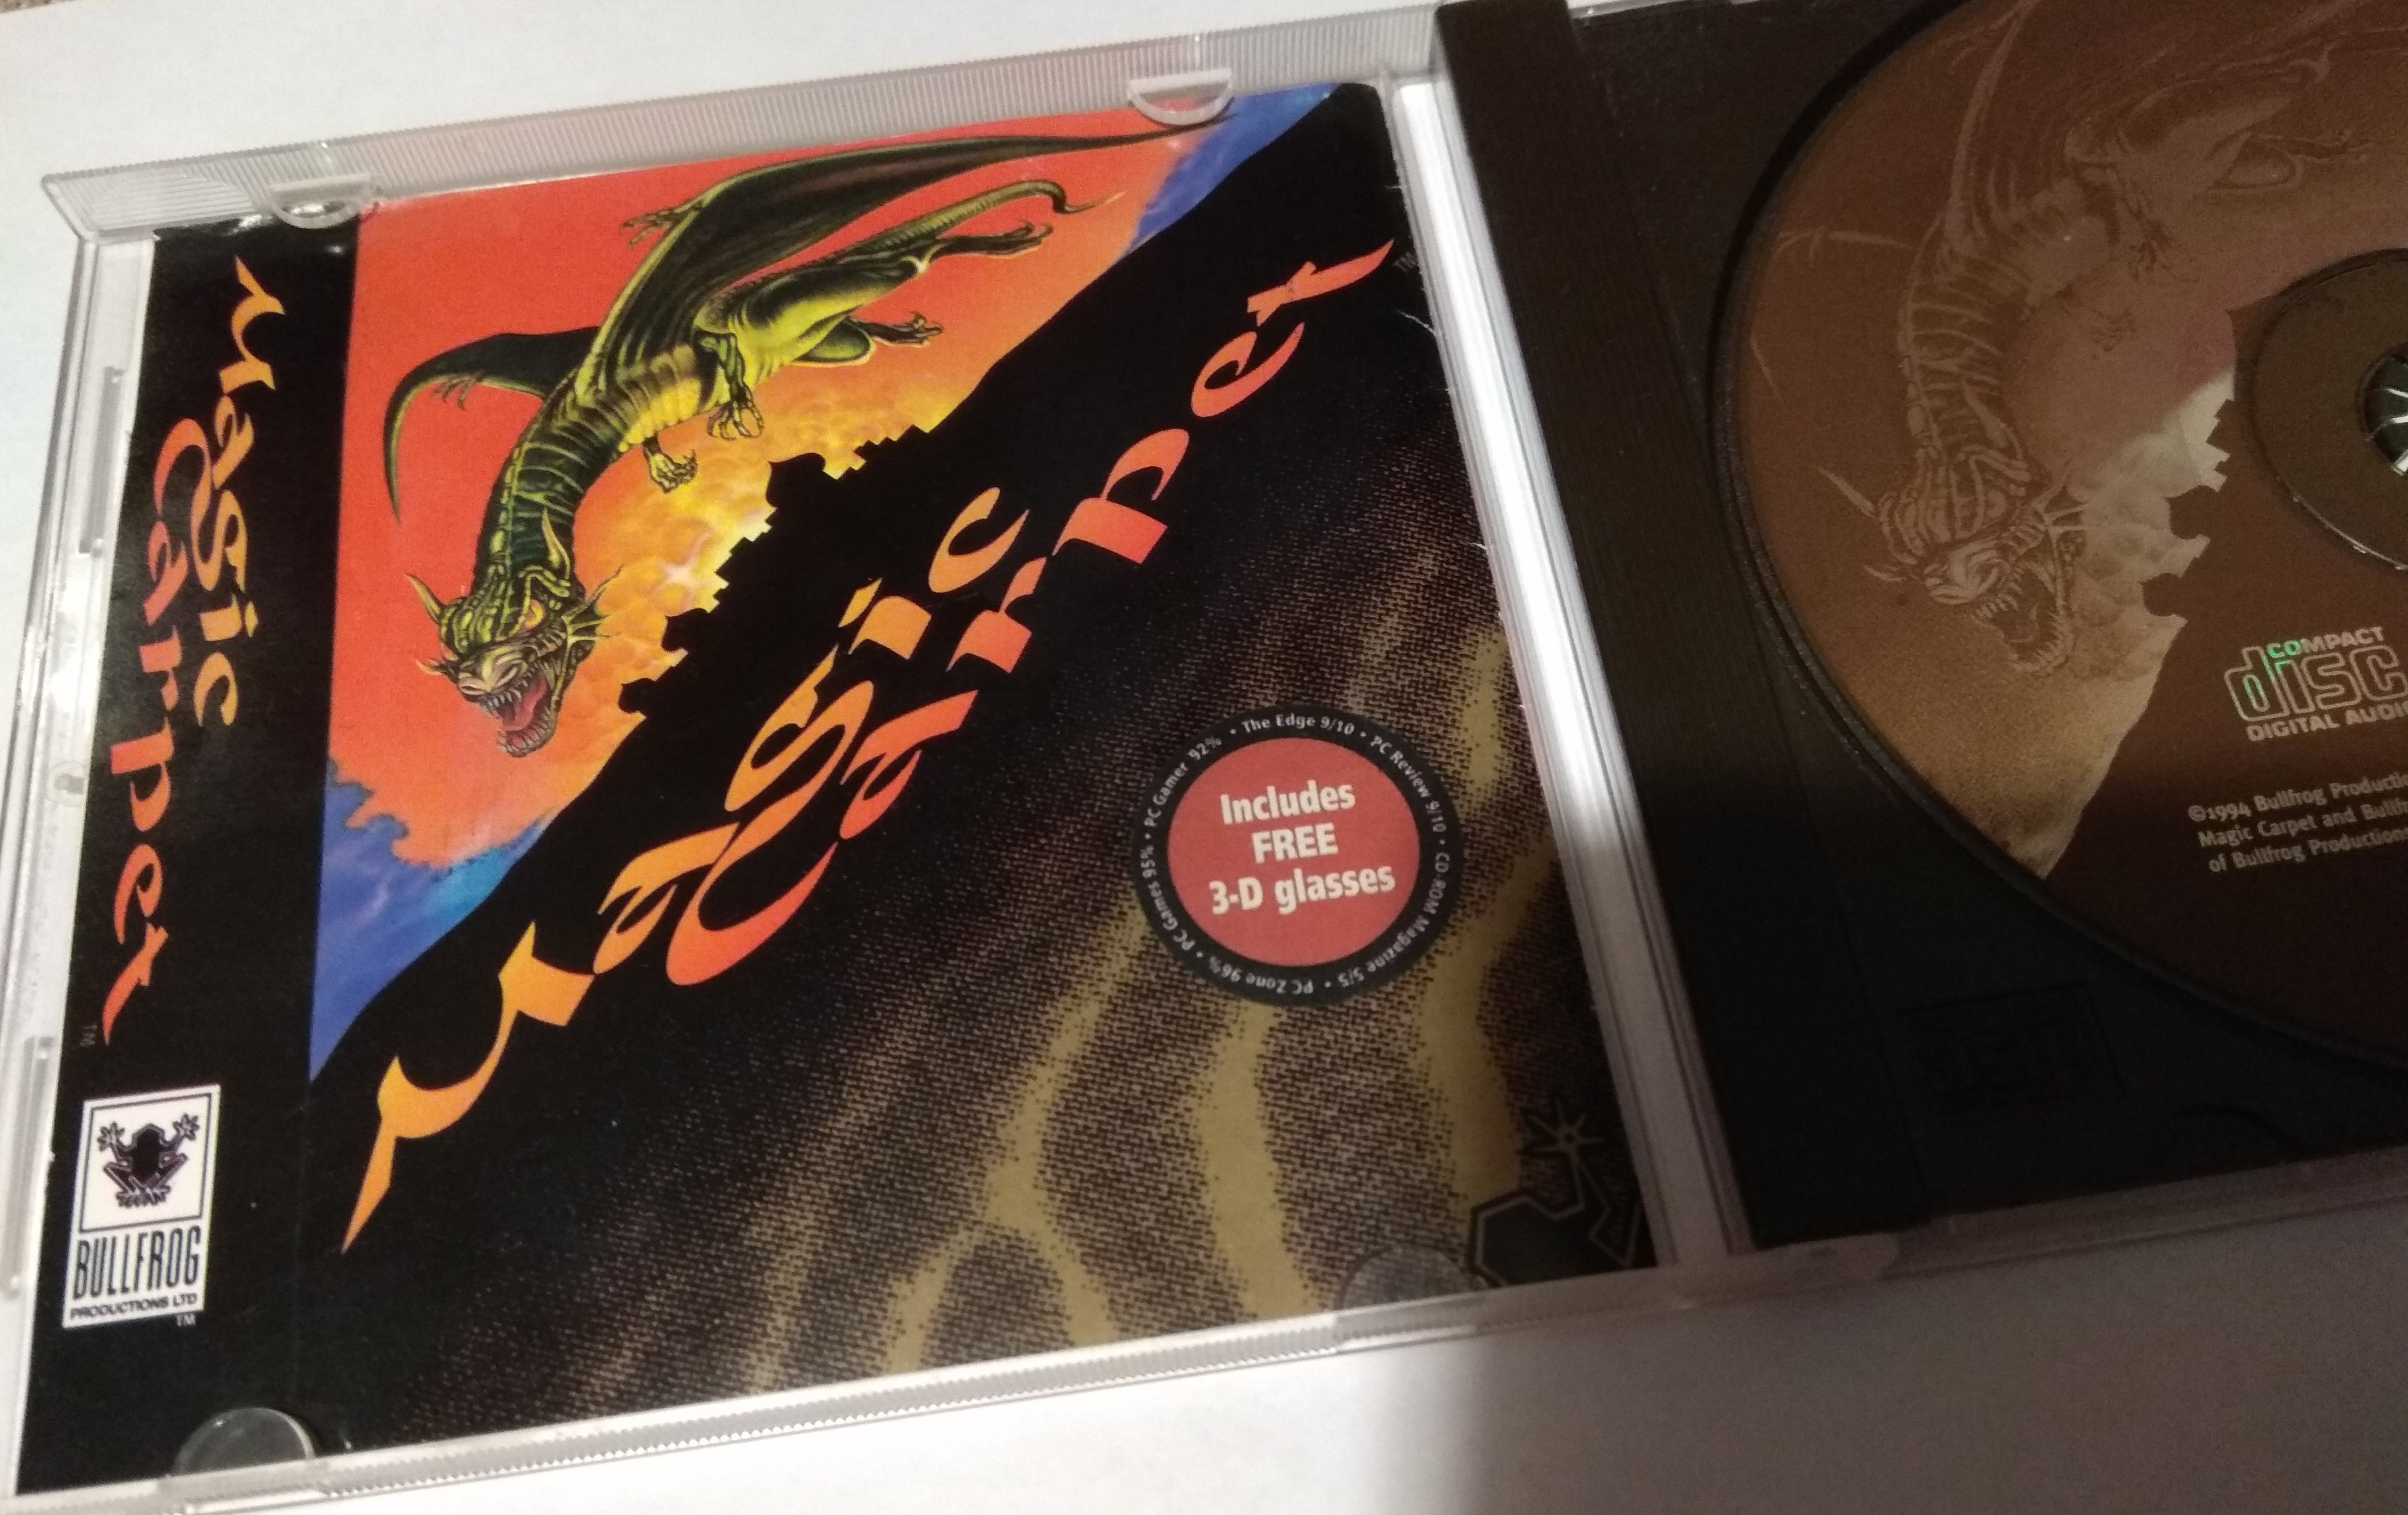 Magic
Carpet
TM
BULLFROG
PRODUCTIONS LTD
TM
Magic
Carpet
TM
• The Edge 9/10 • PC Review 9/10 • CD-ROM Magazine 5/5 • PC Zone 96% • PC Games 95% • PC Gamer 92%
Includes
FREE
3-D glasses
COMPACT
disc
DIGITAL AUDIO
©1994 Bullfrog Productio
Magic Carpet and Bullf
of Bullfrog Production